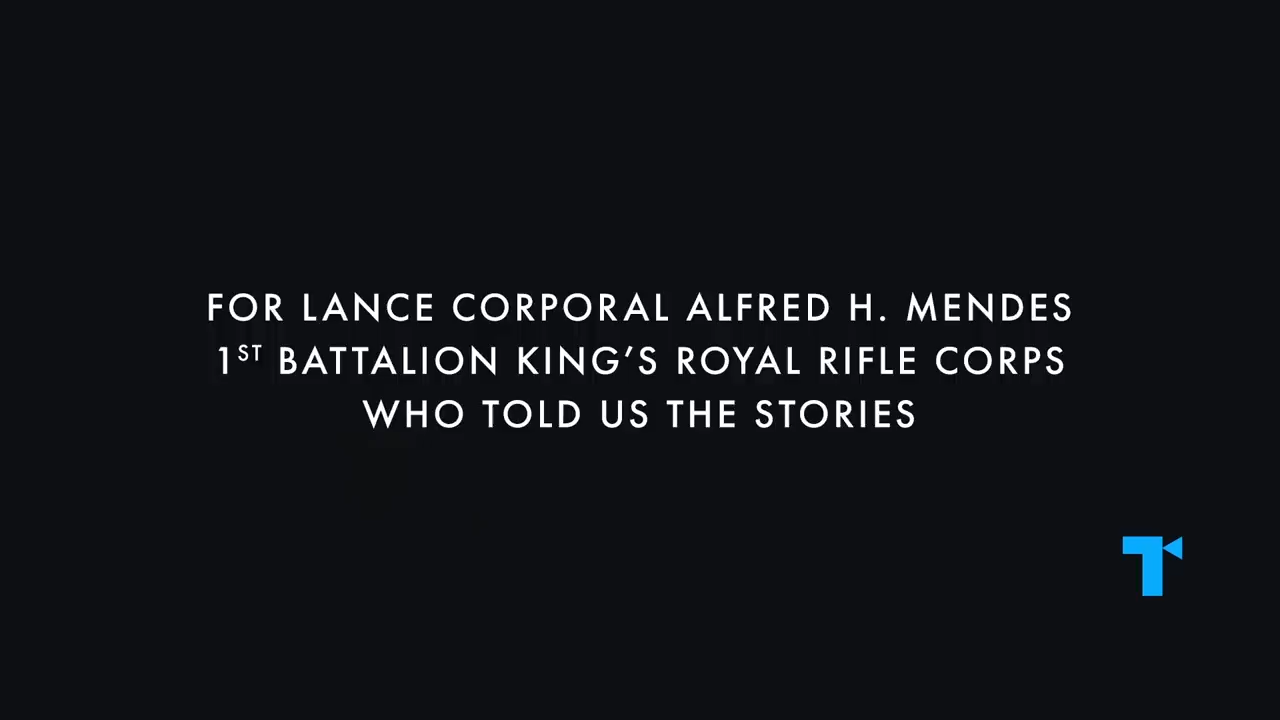 FOR LANCE CORPORAL ALFRED H. MENDES
1ST BATTALION KING’S ROYAL RIFLE CORPS
WHO TOLD US THE STORIES